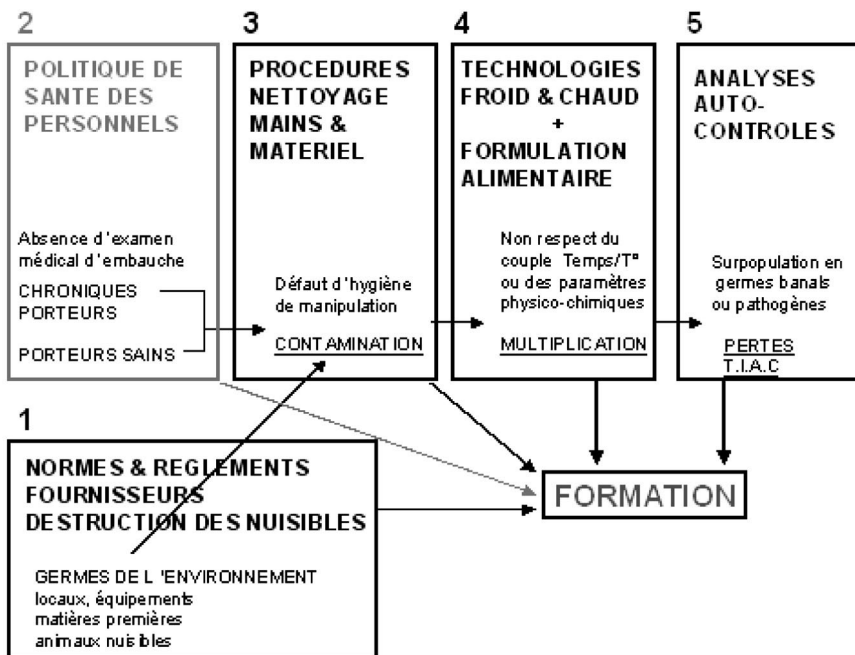 2
POLITIQUE DE
SANTE DES
PERSONNELS
Absence d'examen
médical d'embauche
CHRONIQUES
PORTEURS
PORTEURS SAINS
3
PROCEDURES
NETTOYAGE
MAINS &
MATERIEL
Défaut d'hygiène
de manipulation
CONTAMINATION
4
TECHNOLOGIES
FROID & CHAUD
+
FORMULATION
ALIMENTAIRE
Non respect du
couple Temps/Tª
ou des paramètres
physico-chimiques
MULTIPLICATION
5
ANALYSES
AUTO-
CONTROLES
Surpopulation en
germes banals
ou pathogènes
PERTES
T.I.A.C
1
NORMES & REGLEMENTS
FOURNISSEURS
DESTRUCTION DES NUISIBLES
GERMES DE L 'ENVIRONNEMENT
locaux, équipements
matières premières
animaux nuisibles
FORMATION